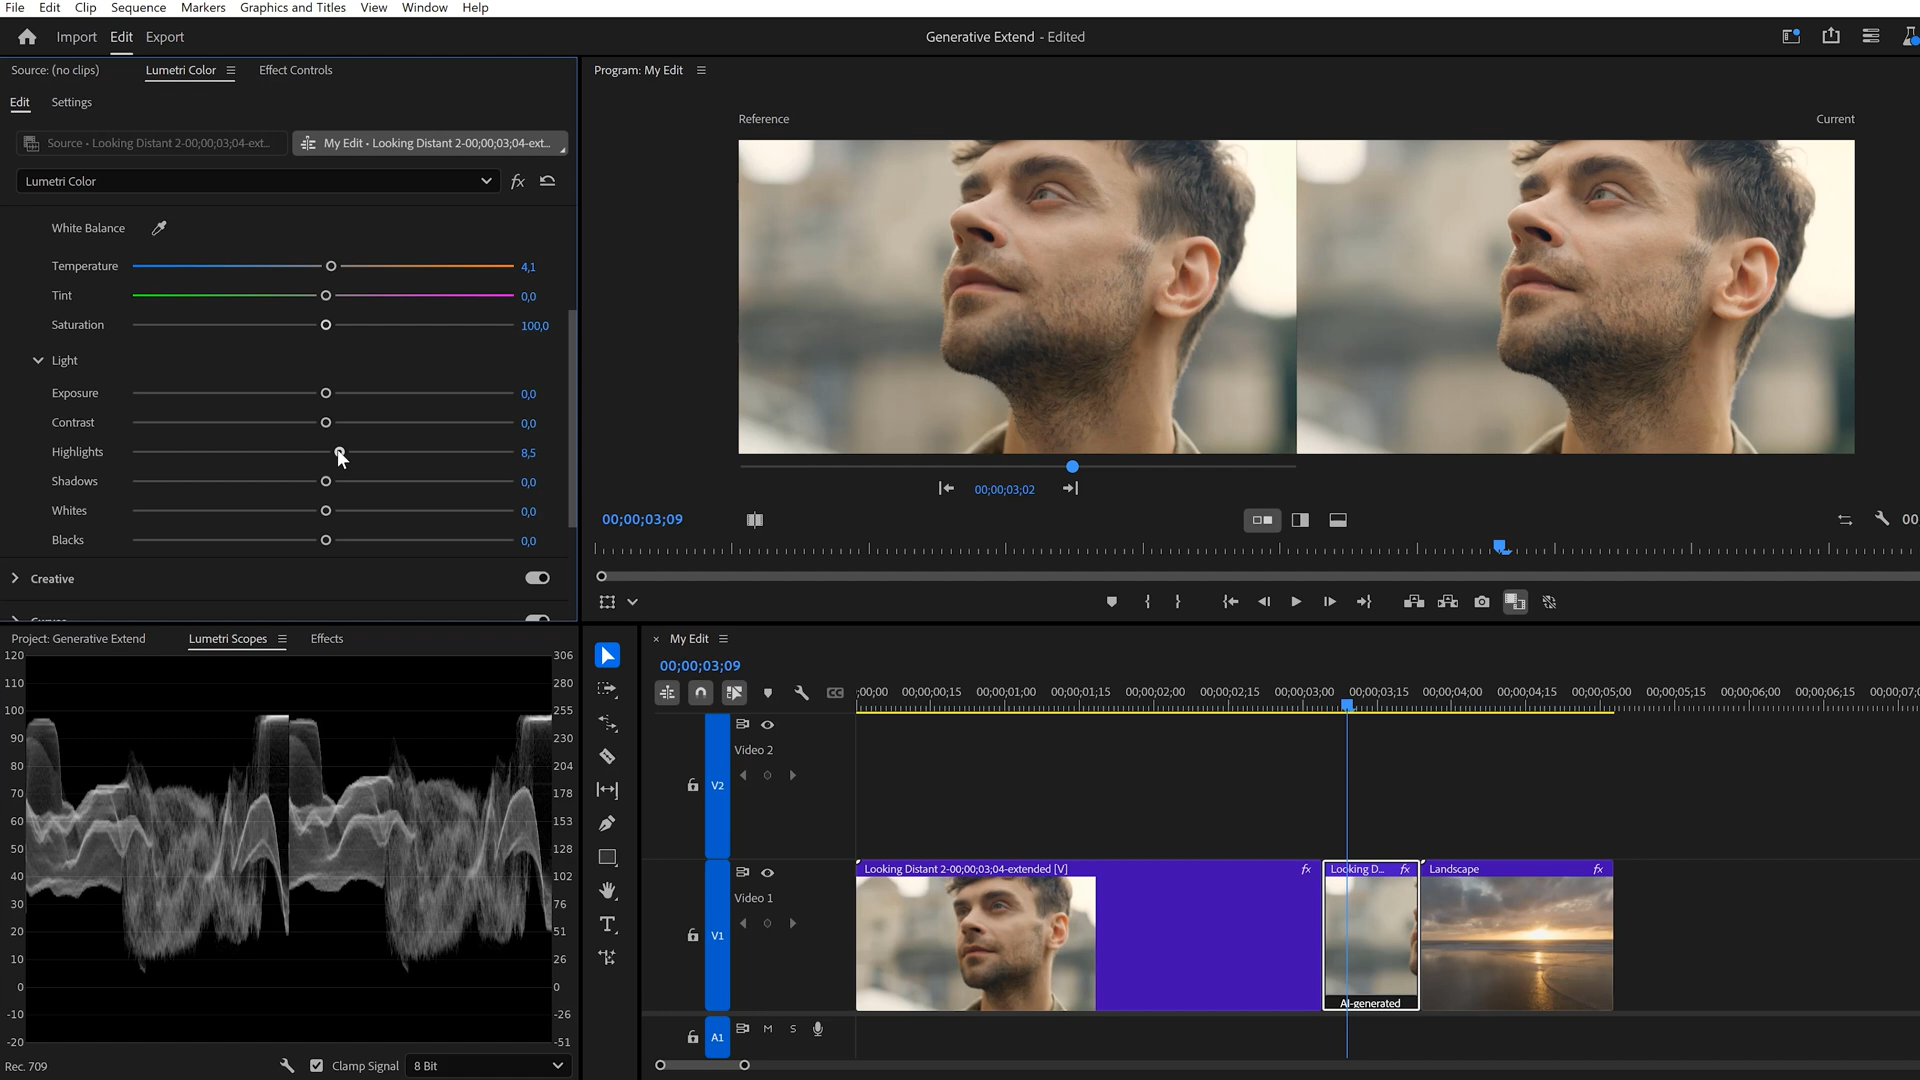 File Edit Clip Sequence Markers Graphics and Titles View Window Help
Import Edit Export
Generative Extend - Edited
Source: (no clips) Lumetri Color Effect Controls
Program: My Edit
Edit Settings
Source • Looking Distant 2-00;00;03;04-ext...
My Edit • Looking Distant 2-00;00;03;04-ext...
Lumetri Color
fx
White Balance
Temperature 4,1
Tint 0,0
Saturation 100,0
Light
Exposure 0,0
Contrast 0,0
Highlights 8,5
Shadows 0,0
Whites 0,0
Blacks 0,0
Creative
Reference
Current
00;00;03;02
00;00;03;09
00
Project: Generative Extend Lumetri Scopes Effects
120 306
110 280
100 255
90 230
80 204
70 178
60 153
50 128
40 102
30 76
20 51
10 26
0 0
-10 -26
-20 -51
Rec. 709
Clamp Signal
8 Bit
× My Edit
00;00;03;09
CC
;00;00 00;00;00;15 00;00;01;00 00;00;01;15 00;00;02;00 00;00;02;15 00;00;03;00 00;00;03;15 00;00;04;00 00;00;04;15 00;00;05;00 00;00;05;15 00;00;06;00 00;00;06;15 00;00;07;0
V2
Video 2
V1
Video 1
Looking Distant 2-00;00;03;04-extended [V] fx
Looking D... fx
Landscape fx
AI-generated
A1
M S